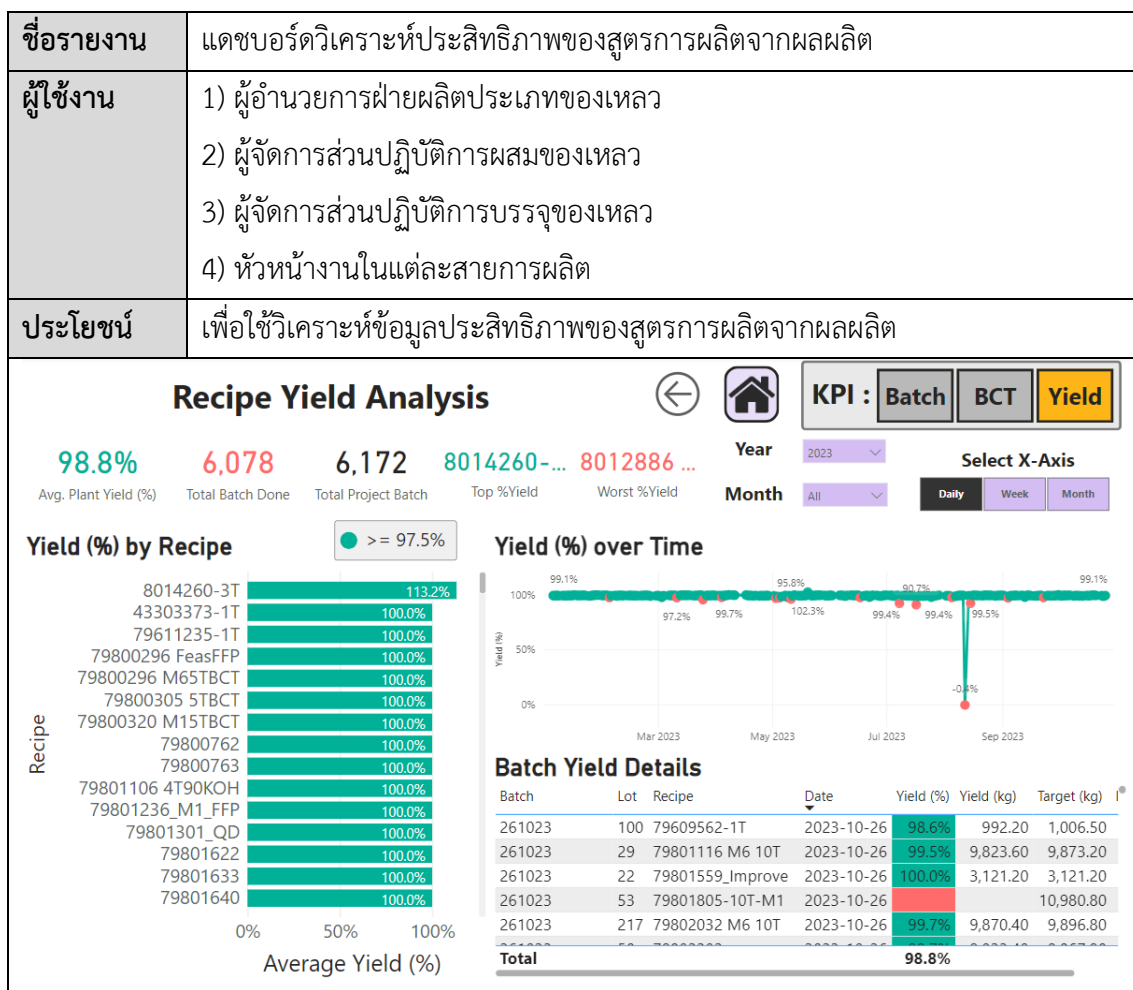 ชื่อรายงาน แดชบอร์ดวิเคราะห์ประสิทธิภาพของสูตรการผลิตจากผลผลิต
ผู้ใช้งาน 1) ผู้อำนวยการฝ่ายผลิตประเภทของเหลว
2) ผู้จัดการส่วนปฏิบัติการผสมของเหลว
3) ผู้จัดการส่วนปฏิบัติการบรรจุของเหลว
4) หัวหน้างานในแต่ละสายการผลิต
ประโยชน์ เพื่อใช้วิเคราะห์ข้อมูลประสิทธิภาพของสูตรการผลิตจากผลผลิต
Recipe Yield Analysis
KPI : Batch BCT Yield
98.8% 6,078 6,172 8014260-... 8012886 ...
Avg. Plant Yield (%) Total Batch Done Total Project Batch Top %Yield Worst %Yield
Year 2023
Month All
Select X-Axis
Daily Week Month
Yield (%) by Recipe
>= 97.5%
Recipe
8014260-3T 113.2%
43303373-1T 100.0%
79611235-1T 100.0%
79800296 FeasFFP 100.0%
79800296 M65TBCT 100.0%
79800305 5TBCT 100.0%
79800320 M15TBCT 100.0%
79800762 100.0%
79800763 100.0%
79801106 4T90KOH 100.0%
79801236_M1_FFP 100.0%
79801301_QD 100.0%
79801622 100.0%
79801633 100.0%
79801640 100.0%
0% 50% 100%
Average Yield (%)
Yield (%) over Time
Yield (%)
100%
50%
0%
99.1% 95.8% 90.7% 99.1%
97.2% 99.7% 102.3% 99.4% 99.4% 99.5%
-0.4%
Mar 2023 May 2023 Jul 2023 Sep 2023
Batch Yield Details
Batch Lot Recipe Date Yield (%) Yield (kg) Target (kg)
261023 100 79609562-1T 2023-10-26 98.6% 992.20 1,006.50
261023 29 79801116 M6 10T 2023-10-26 99.5% 9,823.60 9,873.20
261023 22 79801559_Improve 2023-10-26 100.0% 3,121.20 3,121.20
261023 53 79801805-10T-M1 2023-10-26 10,980.80
261023 217 79802032 M6 10T 2023-10-26 99.7% 9,870.40 9,896.80
Total 98.8%